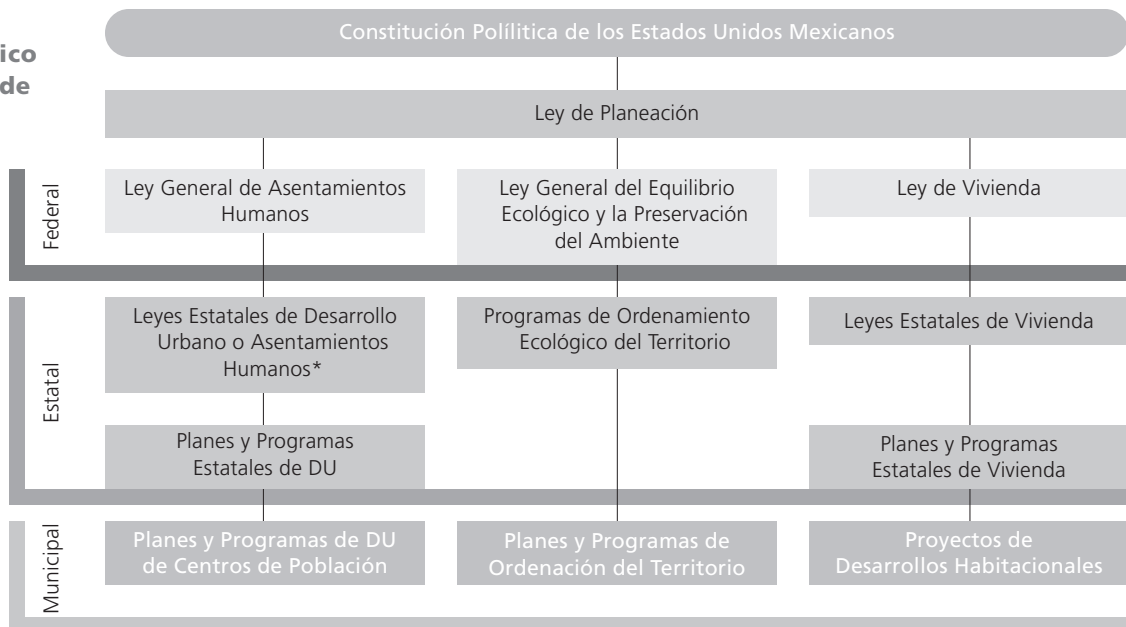 ico
de
Constitución Polílitica de los Estados Unidos Mexicanos
Ley de Planeación
Federal
Ley General de Asentamientos
Humanos
Ley General del Equilibrio
Ecológico y la Preservación
del Ambiente
Ley de Vivienda
Estatal
Leyes Estatales de Desarrollo
Urbano o Asentamientos
Humanos*
Programas de Ordenamiento
Ecológico del Territorio
Leyes Estatales de Vivienda
Planes y Programas
Estatales de DU
Planes y Programas
Estatales de Vivienda
Municipal
Planes y Programas de DU
de Centros de Población
Planes y Programas de
Ordenación del Territorio
Proyectos de
Desarrollos Habitacionales